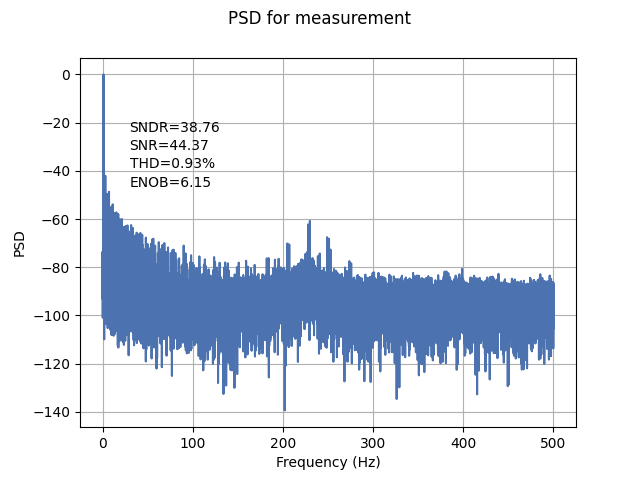 PSD for measurement
0
−20
−40
−60
−80
−100
−120
−140
PSD
SNDR=38.76
SNR=44.37
THD=0.93%
ENOB=6.15
0 100 200 300 400 500
Frequency (Hz)